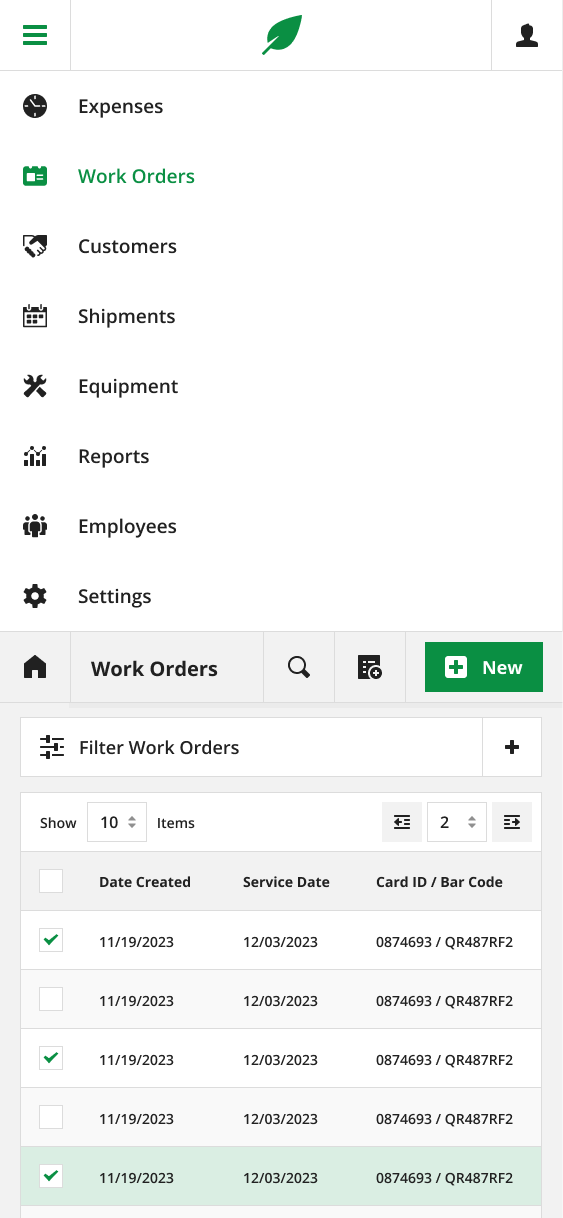 Expenses
Work Orders
Customers
Shipments
Equipment
Reports
Employees
Settings
Work Orders New
Filter Work Orders
Show 10 Items 2
Date Created Service Date Card ID / Bar Code
11/19/2023 12/03/2023 0874693 / QR487RF2
11/19/2023 12/03/2023 0874693 / QR487RF2
11/19/2023 12/03/2023 0874693 / QR487RF2
11/19/2023 12/03/2023 0874693 / QR487RF2
11/19/2023 12/03/2023 0874693 / QR487RF2